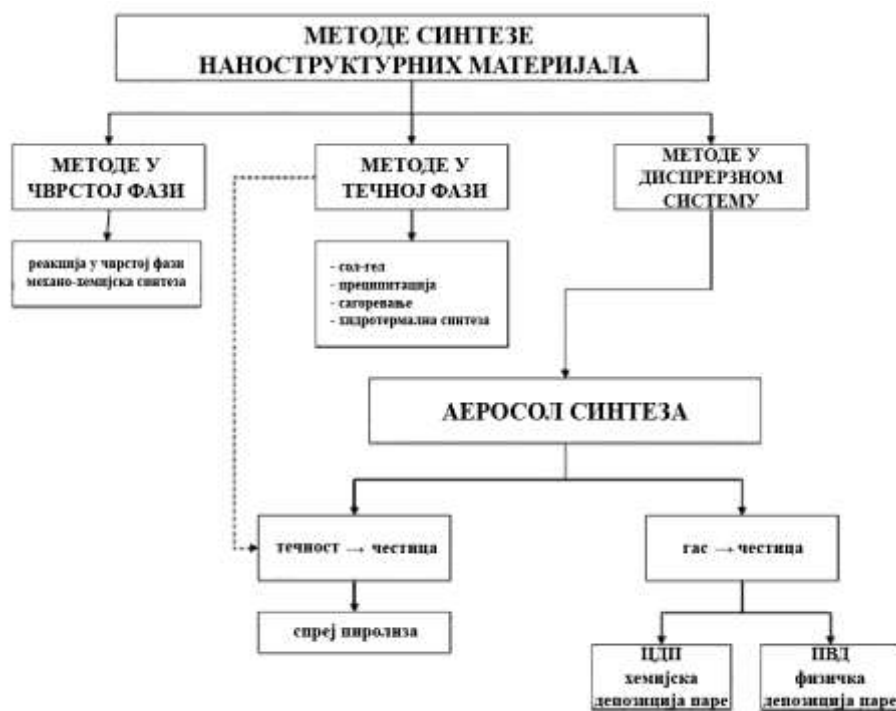 МЕТОДЕ СИНТЕЗЕ
НАНОСТРУКТУРНИХ МАТЕРИЈАЛА
МЕТОДЕ У
ЧВРСТОЈ ФАЗИ
МЕТОДЕ У
ТЕЧНОЈ ФАЗИ
МЕТОДЕ У
ДИСПРЕРЗНОМ
СИСТЕМУ
реакција у чврстој фази
механо-хемијска синтеза
- сол-гел
- преципитација
- сагоревање
- хидротермална синтеза
АЕРОСОЛ СИНТЕЗА
течност → честица
гас → честица
спреј пиролиза
ЦДП
хемијска
депозиција паре
ПВД
физичка
депозиција паре